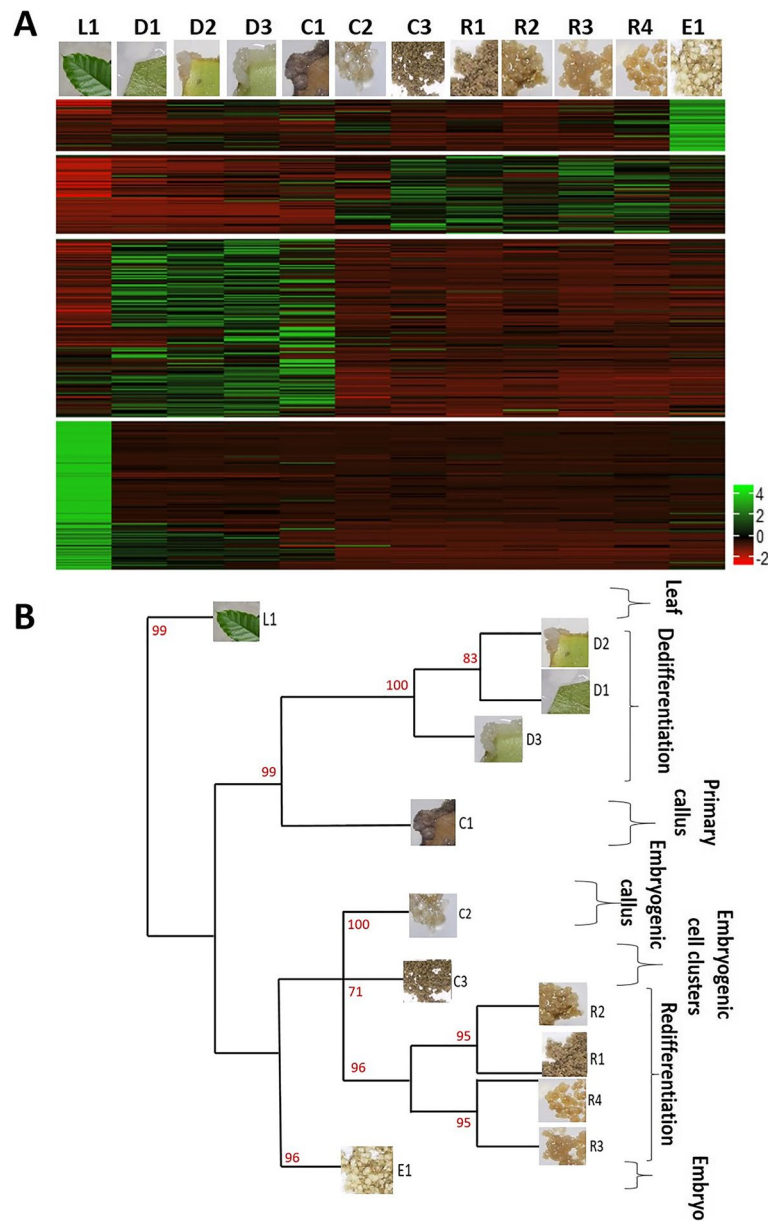 A
L1 D1 D2 D3 C1 C2 C3 R1 R2 R3 R4 E1
4
2
0
-2
B
99
L1
Leaf
D2
83
D1
100
D3
Dedifferentiation
99
C1
Primary
callus
C2
100
Embryogenic
callus
C3
71
Embryogenic
cell clusters
R2
95
R1
96
R4
95
R3
Redifferentiation
96
E1
Embryo